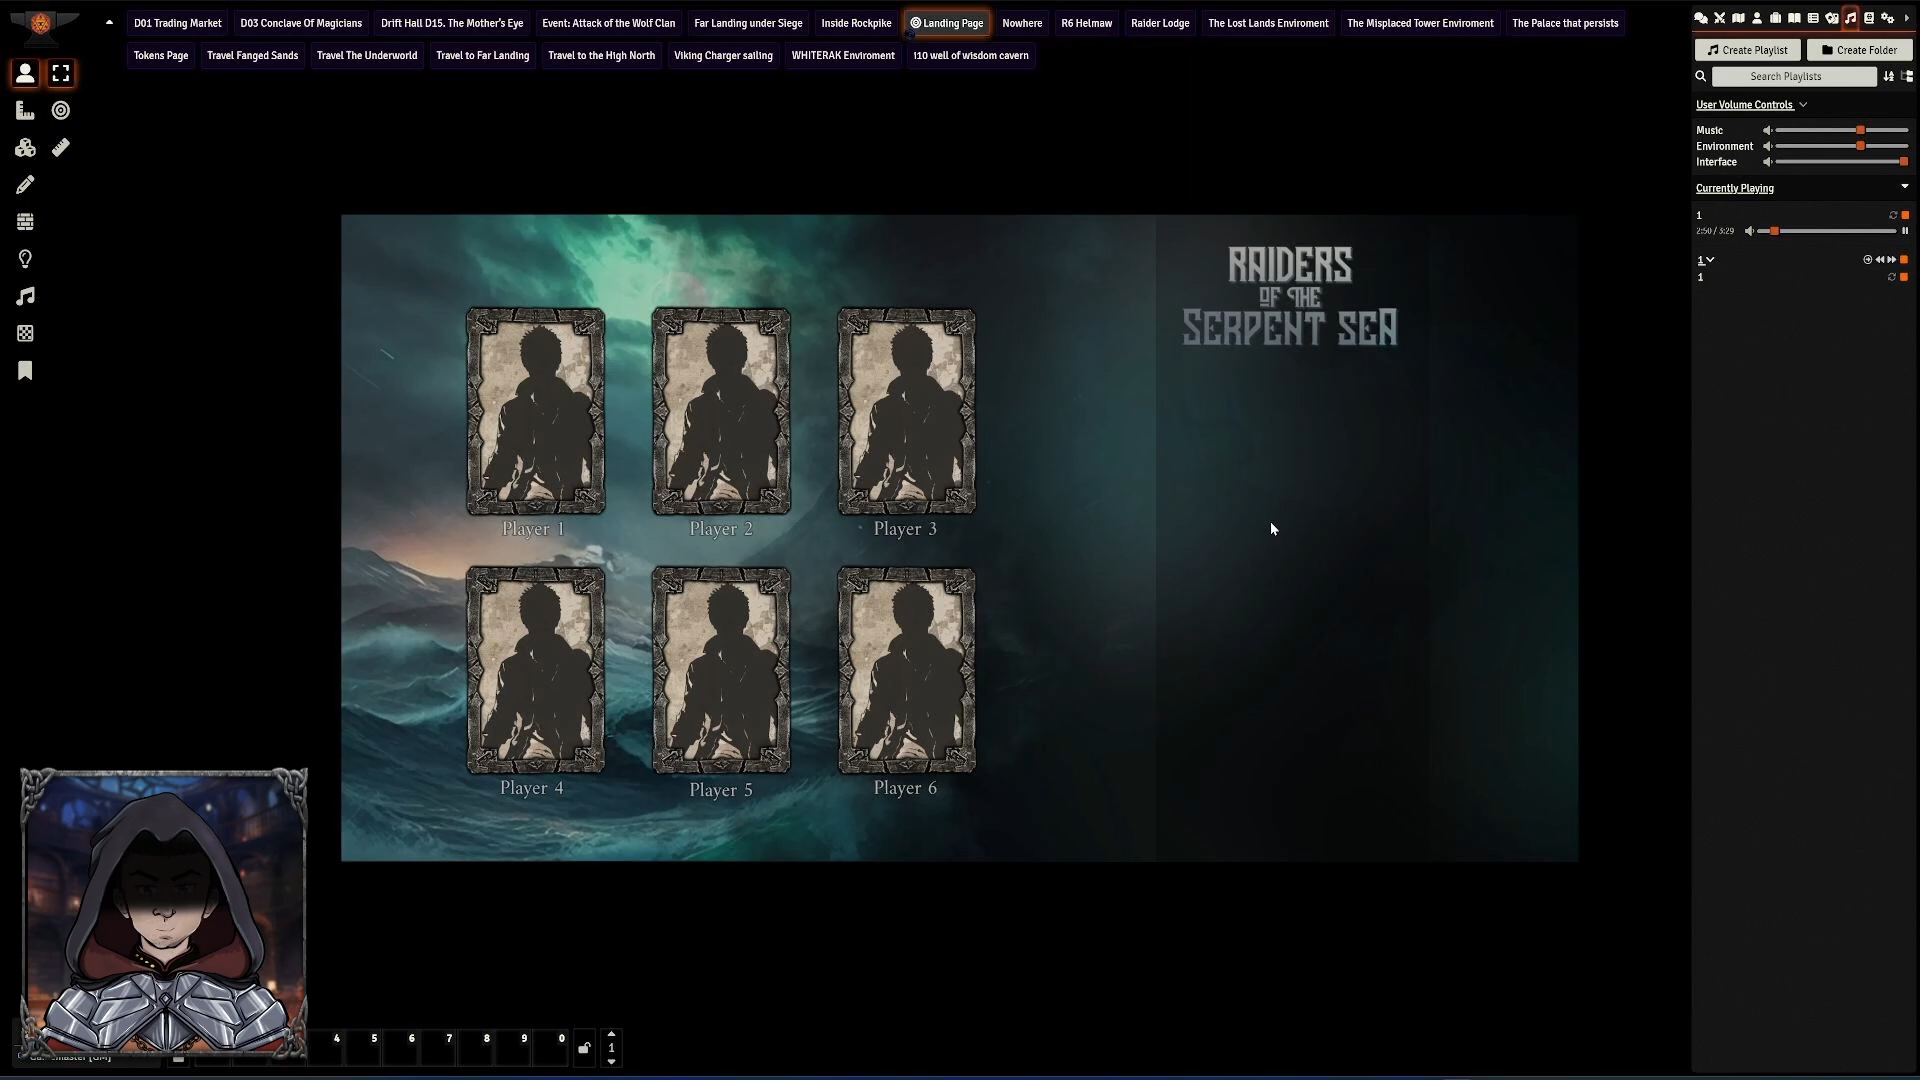 D01 Trading Market D03 Conclave Of Magicians Drift Hall D15. The Mother's Eye Event: Attack of the Wolf Clan Far Landing under Siege Inside Rockpike Landing Page Nowhere R6 Helmaw Raider Lodge The Lost Lands Enviroment The Misplaced Tower Enviroment The Palace that persists
Tokens Page Travel Fanged Sands Travel The Underworld Travel to Far Landing Travel to the High North Viking Charger sailing WHITERAK Enviroment I10 well of wisdom cavern
Create Playlist Create Folder
Search Playlists
User Volume Controls
Music
Environment
Interface
Currently Playing
1
2:50 / 3:29
1
1
RAIDERS
OF THE
SERPENT SEA
Player 1 Player 2 Player 3
Player 4 Player 5 Player 6
4 5 6 7 8 9 0
1